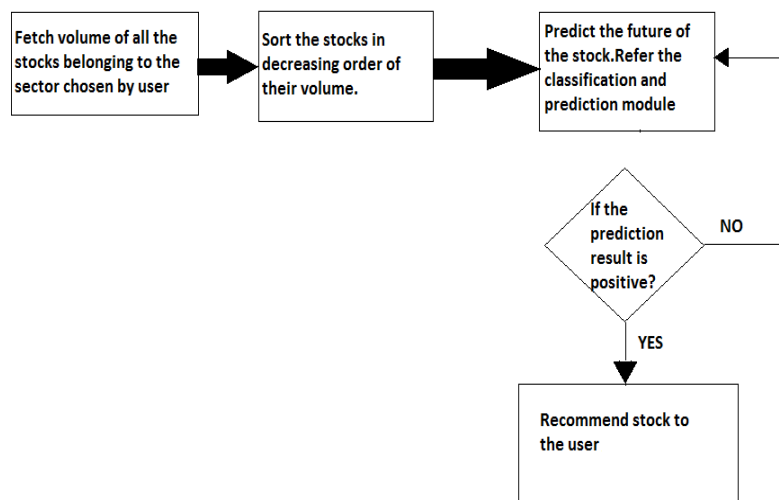 Fetch volume of all the
stocks belonging to the
sector chosen by user
Sort the stocks in
decreasing order of
their volume.
Predict the future of
the stock.Refer the
classification and
prediction module
If the
prediction
result is
positive?
NO
YES
Recommend stock to
the user